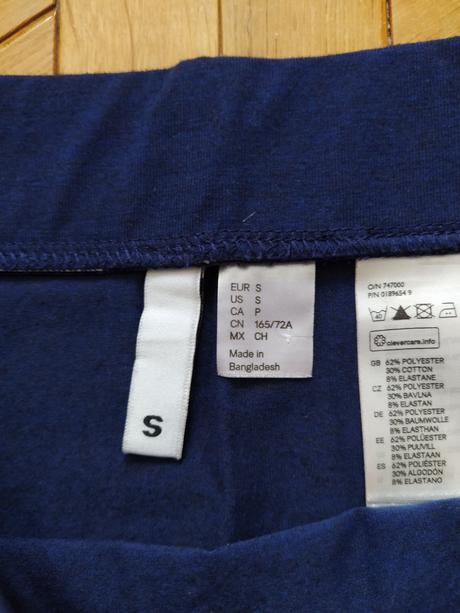 S
EUR S
US S
CA P
CN 165/72A
MX CH
Made in
Bangladesh
O/N 747000
P/N 0189654 9
40
clevercare.info
GB 62% POLYESTER
30% COTTON
8% ELASTANE
CZ 62% POLYESTER
30% BAVLNA
8% ELASTAN
DE 62% POLYESTER
30% BAUMWOLLE
8% ELASTHAN
EE 62% POLÜESTER
30% PUUVILL
8% ELASTAAN
ES 62% POLIÉSTER
30% ALGODÓN
8% ELASTANO